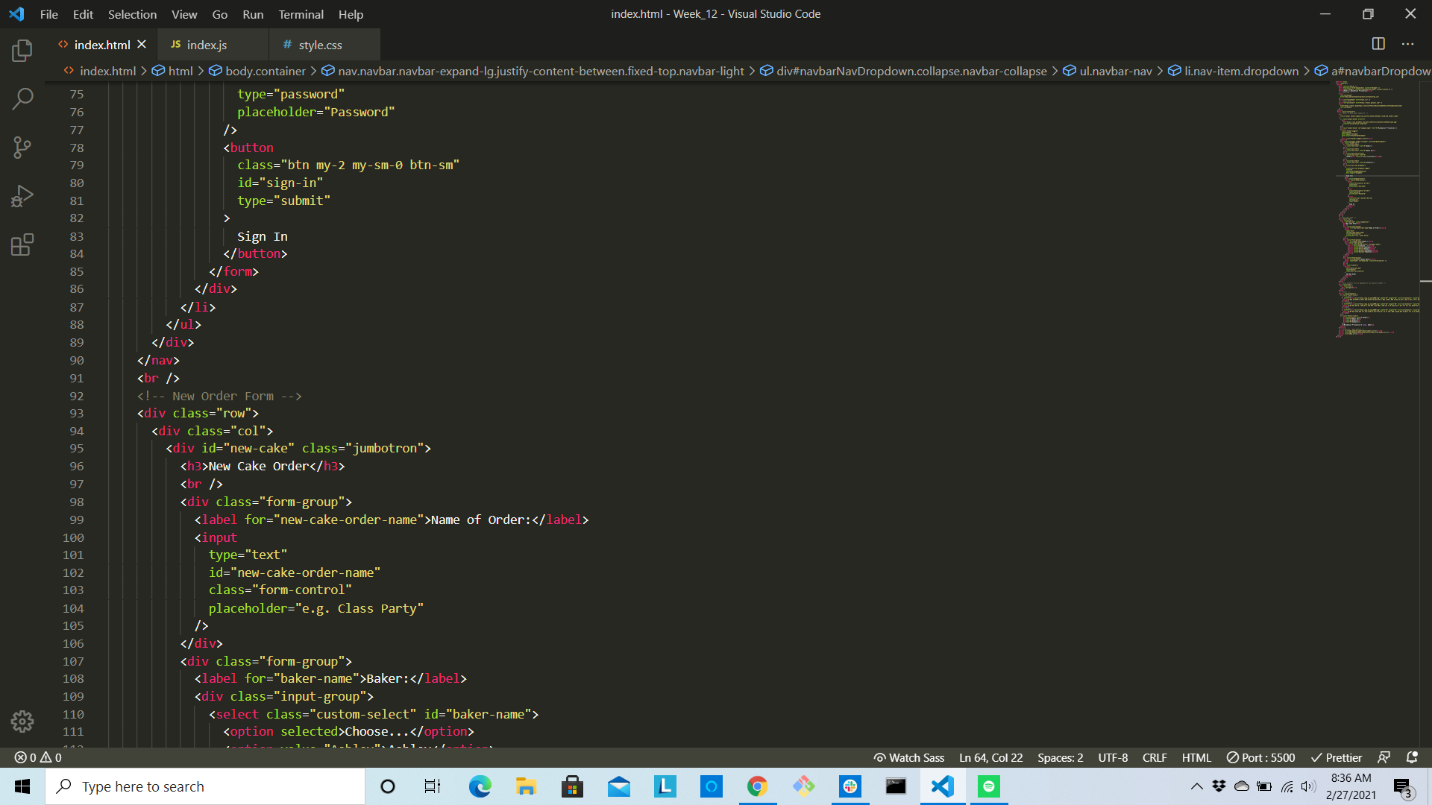 File Edit Selection View Go Run Terminal Help index.html - Week_12 - Visual Studio Code
<> index.html × JS index.js # style.css
<> index.html > html > body.container > nav.navbar.navbar-expand-lg.justify-content-between.fixed-top.navbar-light > div#navbarNavDropdown.collapse.navbar-collapse > ul.navbar-nav > li.nav-item.dropdown > a#navbarDropdow
75 type="password"
76 placeholder="Password"
77 />
78 <button
79 class="btn my-2 my-sm-0 btn-sm"
80 id="sign-in"
81 type="submit"
82 >
83 Sign In
84 </button>
85 </form>
86 </div>
87 </li>
88 </ul>
89 </div>
90 </nav>
91 <br />
92 <!-- New Order Form -->
93 <div class="row">
94 <div class="col">
95 <div id="new-cake" class="jumbotron">
96 <h3>New Cake Order</h3>
97 <br />
98 <div class="form-group">
99 <label for="new-cake-order-name">Name of Order:</label>
100 <input
101 type="text"
102 id="new-cake-order-name"
103 class="form-control"
104 placeholder="e.g. Class Party"
105 />
106 </div>
107 <div class="form-group">
108 <label for="baker-name">Baker:</label>
109 <div class="input-group">
110 <select class="custom-select" id="baker-name">
111 <option selected>Choose...</option>
0 0 Watch Sass Ln 64, Col 22 Spaces: 2 UTF-8 CRLF HTML Port : 5500 Prettier
Type here to search
8:36 AM
2/27/2021
3